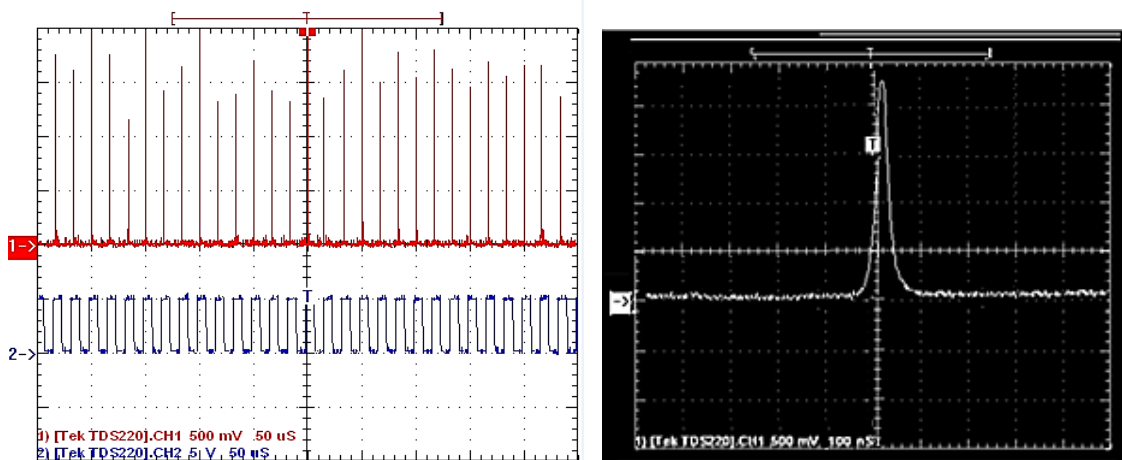 T
1->
T
2->
1) [Tek TDS220].CH1 500 mV 50 uS
2) [Tek TDS220].CH2 5 V 50 uS
T
T
->
1) [Tek TDS220].CH1 500 mV 100 nS